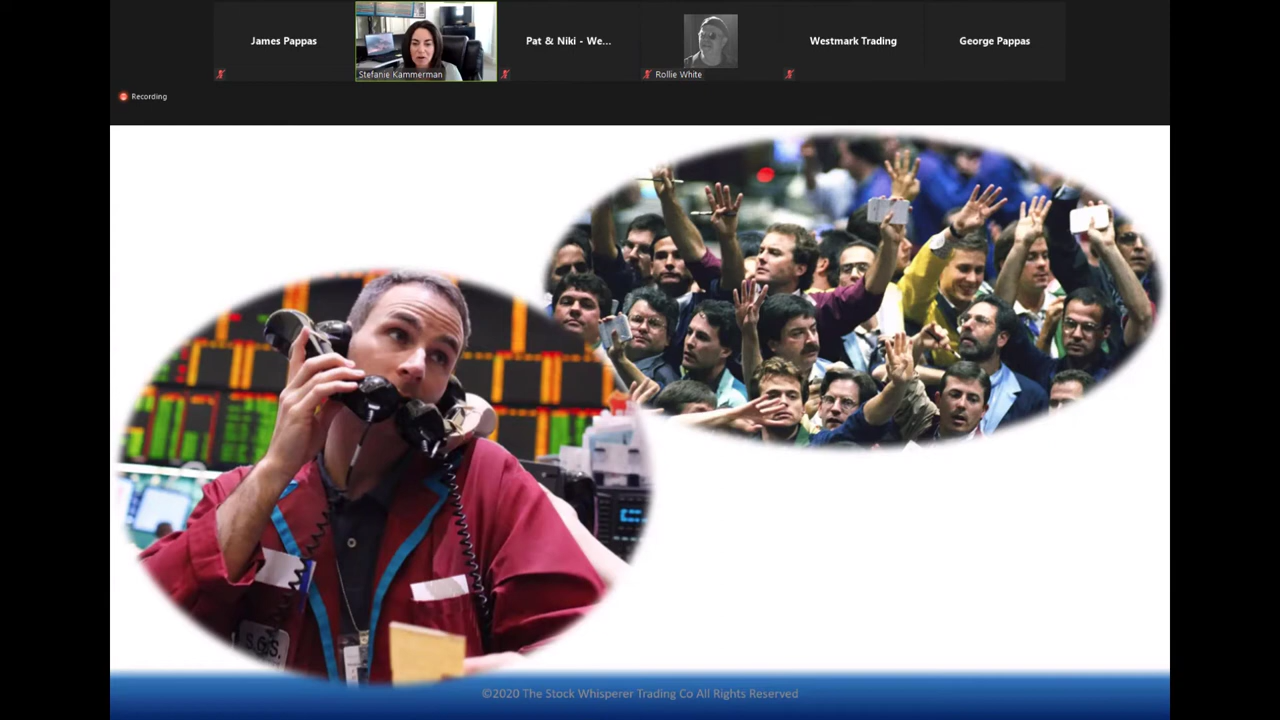 James Pappas
Stefanie Kammerman
Pat & Niki - We...
Rollie White
Westmark Trading
George Pappas
Recording
S.G.S.
©2020 The Stock Whisperer Trading Co All Rights Reserved